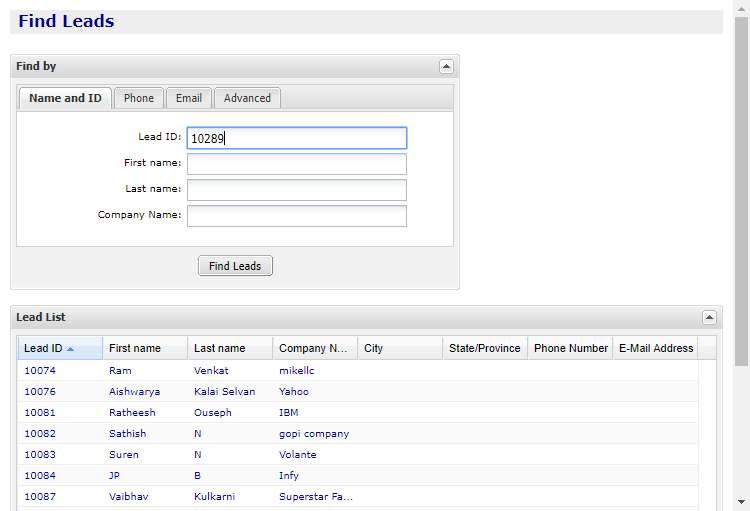 Find Leads
Find by
Name and ID Phone Email Advanced
Lead ID: 10289
First name:
Last name:
Company Name:
Find Leads
Lead List
Lead ID First name Last name Company N... City State/Province Phone Number E-Mail Address
10074 Ram Venkat mikellc
10076 Aishwarya Kalai Selvan Yahoo
10081 Ratheesh Ouseph IBM
10082 Sathish N gopi company
10083 Suren N Volante
10084 JP B Infy
10087 Vaibhav Kulkarni Superstar Fa...